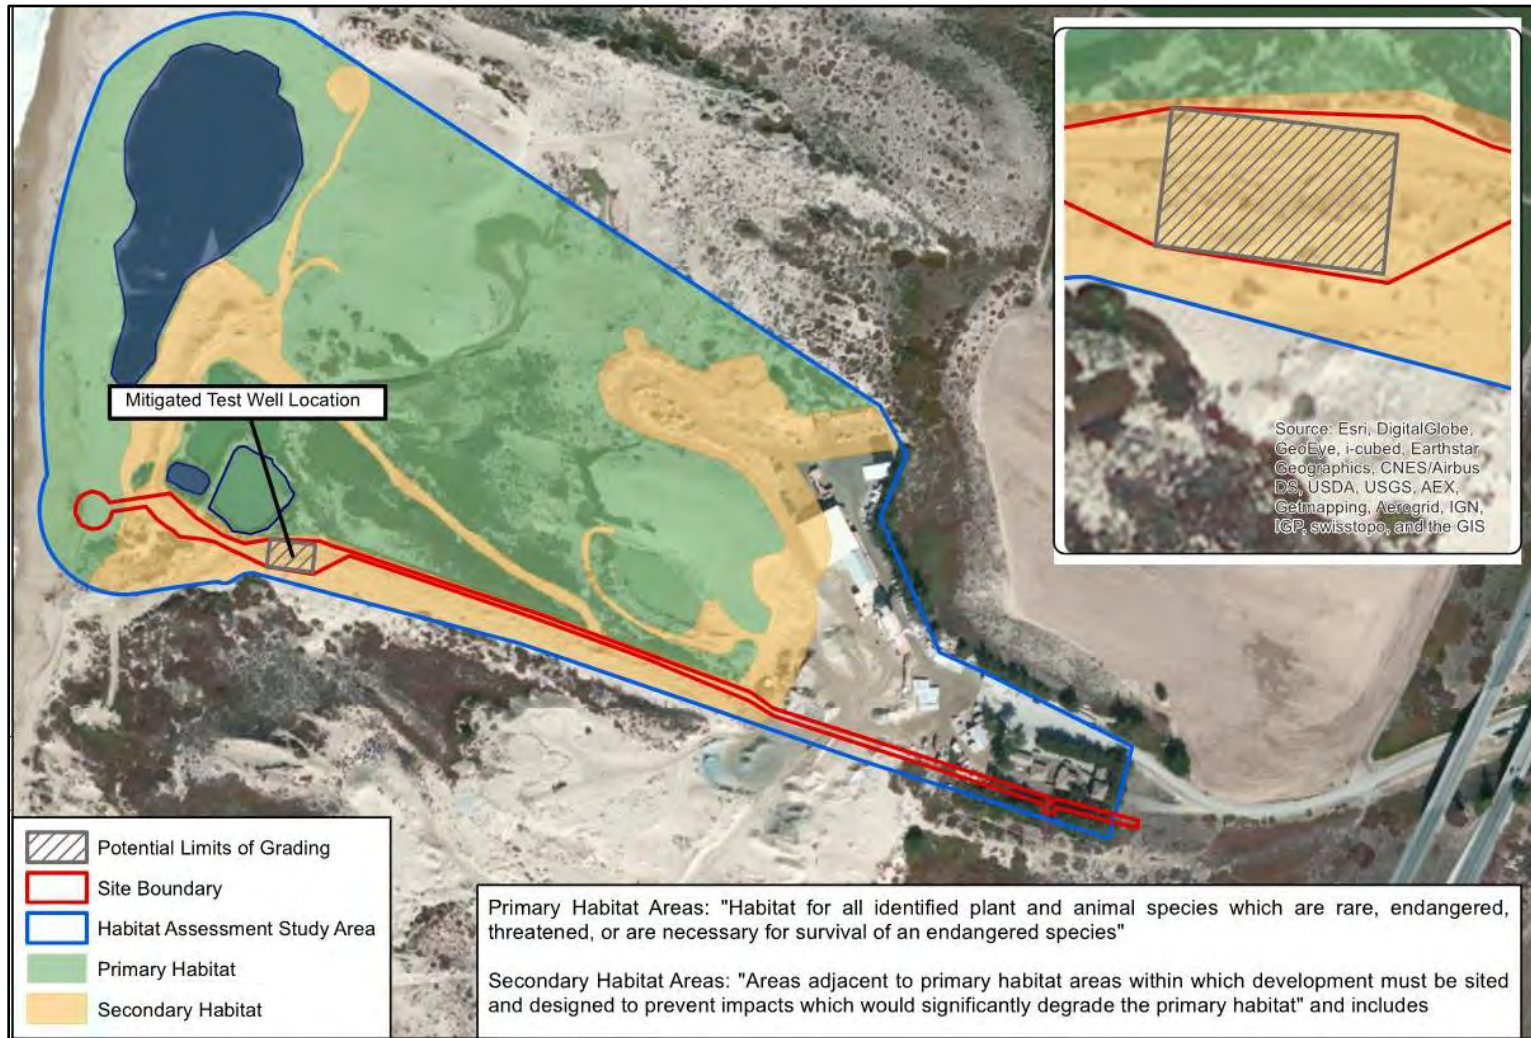 Mitigated Test Well Location
Source: Esri, DigitalGlobe,
GeoEye, i-cubed, Earthstar
Geographics, CNES/Airbus
DS, USDA, USGS, AEX,
Getmapping, Aerogrid, IGN,
IGP, swisstopo, and the GIS
Potential Limits of Grading
Site Boundary
Habitat Assessment Study Area
Primary Habitat
Secondary Habitat
Primary Habitat Areas: "Habitat for all identified plant and animal species which are rare, endangered,
threatened, or are necessary for survival of an endangered species"
Secondary Habitat Areas: "Areas adjacent to primary habitat areas within which development must be sited
and designed to prevent impacts which would significantly degrade the primary habitat" and includes